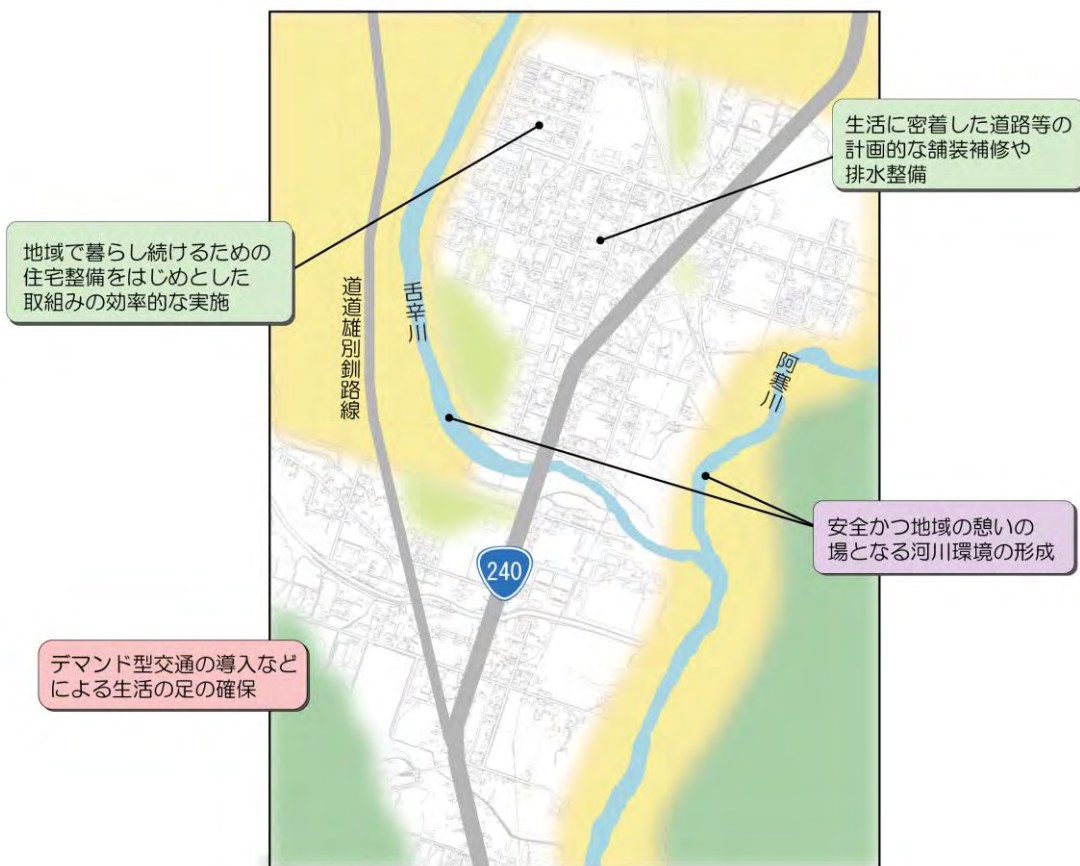 生活に密着した道路等の
計画的な舗装補修や
排水整備
地域で暮らし続けるための
住宅整備をはじめとした
取組みの効率的な実施
道道雄別釧路線
舌辛川
阿寒川
安全かつ地域の憩いの
場となる河川環境の形成
240
デマンド型交通の導入など
による生活の足の確保